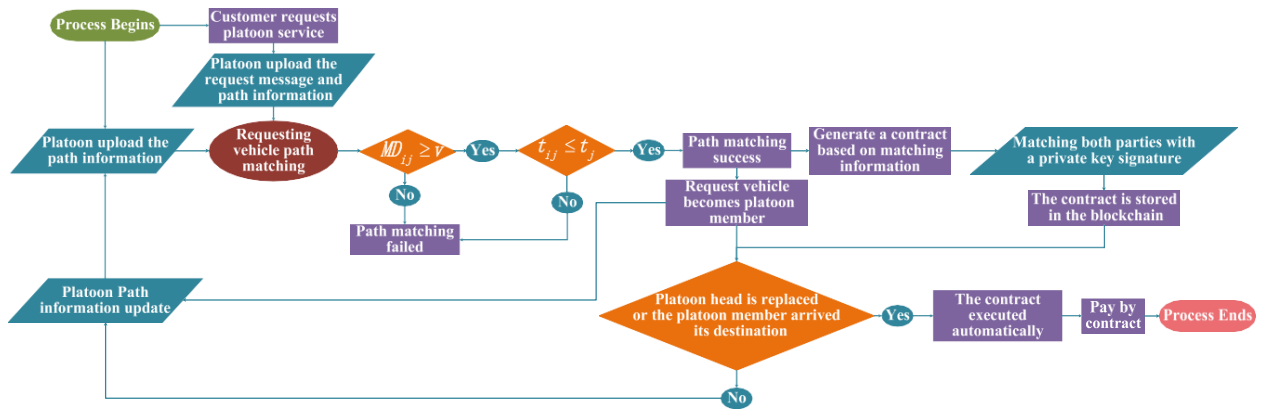 Process Begins
Customer requests
platoon service
Platoon upload the
request message and
path information
Platoon upload the
path information
Requesting
vehicle path
matching
MD_ij ≥ v
Yes
t_ij ≤ t_j
Yes
Path matching
success
Generate a contract
based on matching
information
Matching both parties with
a private key signature
No
No
Path matching
failed
Request vehicle
becomes platoon
member
The contract is stored
in the blockchain
Platoon Path
information update
Platoon head is replaced
or the platoon member arrived
its destination
Yes
The contract
executed
automatically
Pay by
contract
Process Ends
No